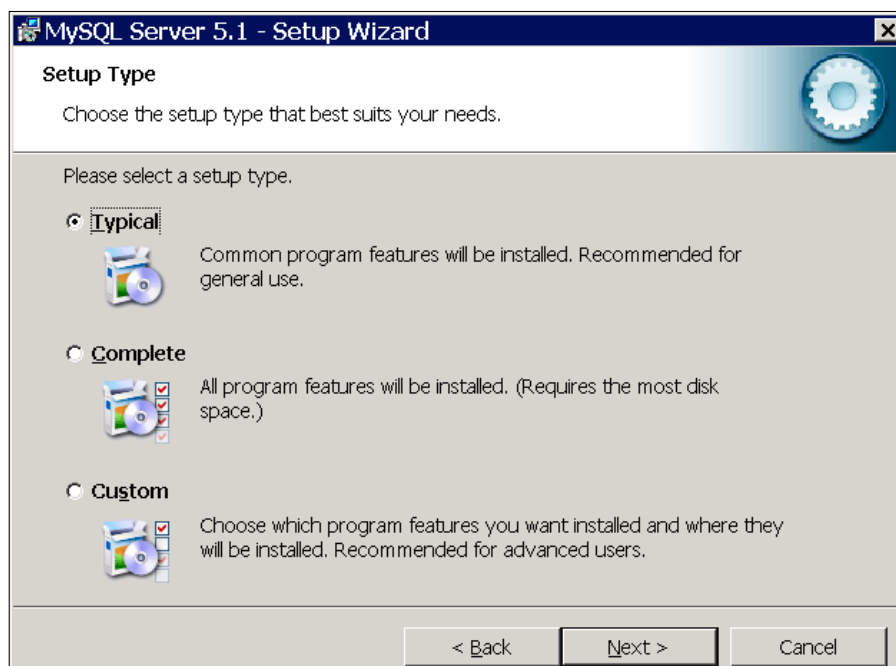 MySQL Server 5.1 - Setup Wizard
Setup Type
Choose the setup type that best suits your needs.
Please select a setup type.
Typical
Common program features will be installed. Recommended for
general use.
Complete
All program features will be installed. (Requires the most disk
space.)
Custom
Choose which program features you want installed and where they
will be installed. Recommended for advanced users.
< Back
Next >
Cancel